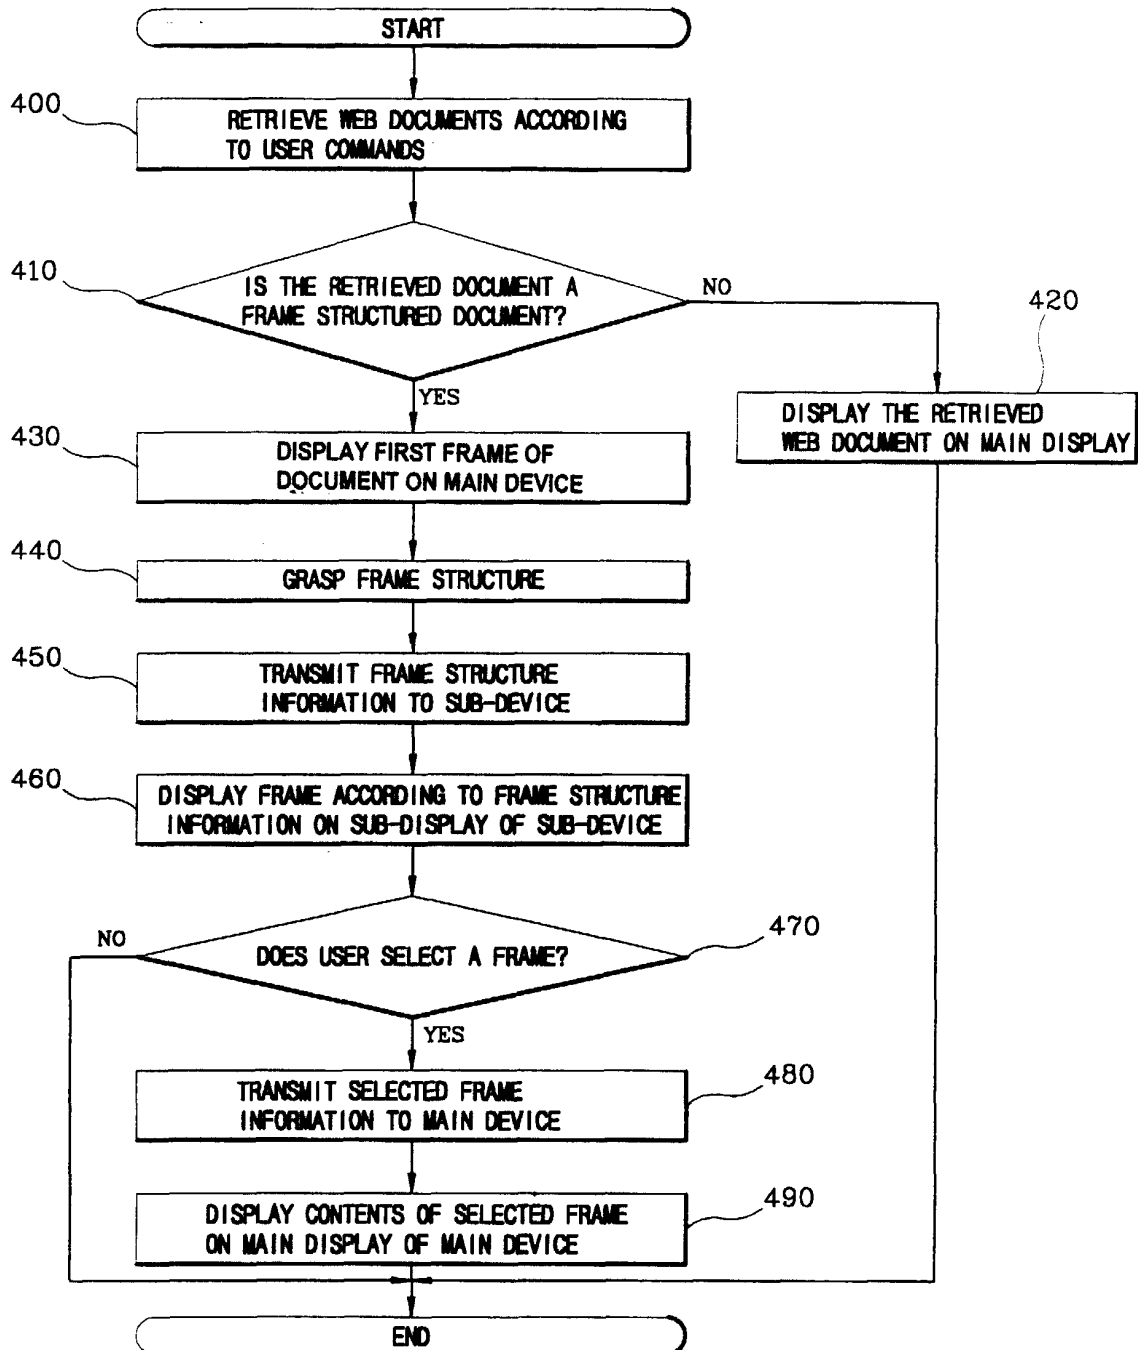 START
400
RETRIEVE WEB DOCUMENTS ACCORDING
TO USER COMMANDS
410
IS THE RETRIEVED DOCUMENT A
FRAME STRUCTURED DOCUMENT?
NO
420
YES
DISPLAY THE RETRIEVED
WEB DOCUMENT ON MAIN DISPLAY
430
DISPLAY FIRST FRAME OF
DOCUMENT ON MAIN DEVICE
440
GRASP FRAME STRUCTURE
450
TRANSMIT FRAME STRUCTURE
INFORMATION TO SUB-DEVICE
460
DISPLAY FRAME ACCORDING TO FRAME STRUCTURE
INFORMATION ON SUB-DISPLAY OF SUB-DEVICE
NO
470
DOES USER SELECT A FRAME?
YES
480
TRANSMIT SELECTED FRAME
INFORMATION TO MAIN DEVICE
490
DISPLAY CONTENTS OF SELECTED FRAME
ON MAIN DISPLAY OF MAIN DEVICE
END